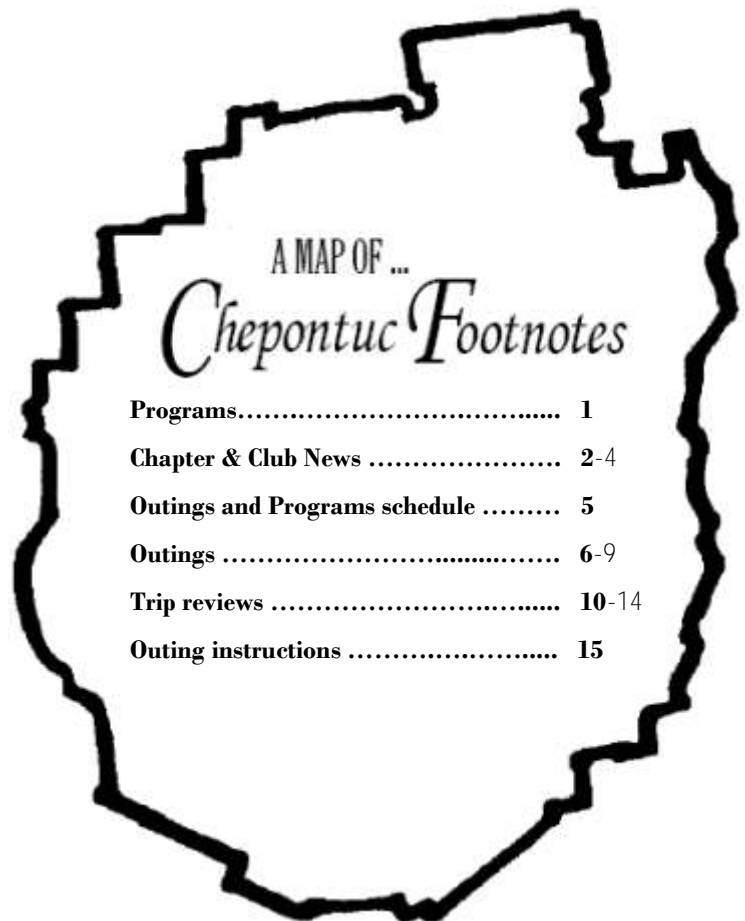 A MAP OF ...
Chepontuc Footnotes
Programs…….……………….……...... 1
Chapter & Club News …………………. 2-4
Outings and Programs schedule ……… 5
Outings ……………………..........……. 6-9
Trip reviews …………………….…...... 10-14
Outing instructions ……….….……..... 15